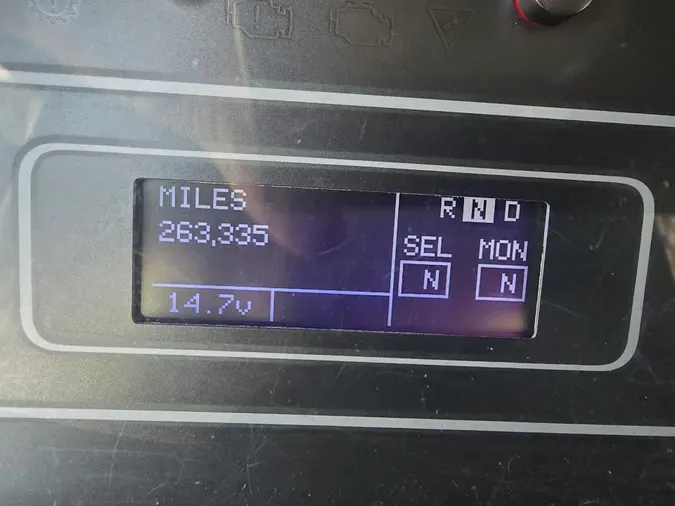 MILES
263,335
R N D
SEL MON
N N
14.7v